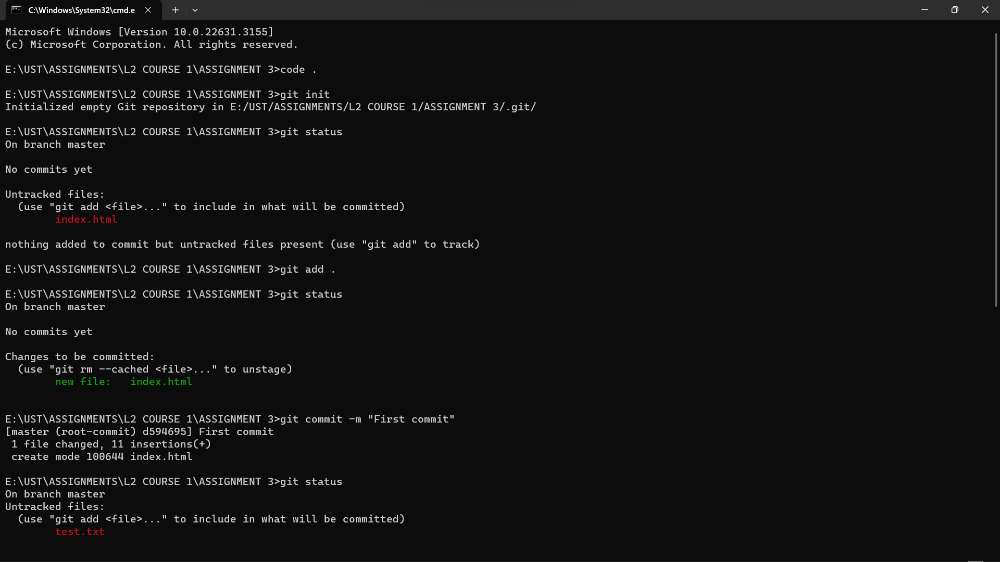 C:\Windows\System32\cmd.e
Microsoft Windows [Version 10.0.22631.3155]
(c) Microsoft Corporation. All rights reserved.
E:\UST\ASSIGNMENTS\L2 COURSE 1\ASSIGNMENT 3>code .
E:\UST\ASSIGNMENTS\L2 COURSE 1\ASSIGNMENT 3>git init
Initialized empty Git repository in E:/UST/ASSIGNMENTS/L2 COURSE 1/ASSIGNMENT 3/.git/
E:\UST\ASSIGNMENTS\L2 COURSE 1\ASSIGNMENT 3>git status
On branch master
No commits yet
Untracked files:
  (use "git add <file>..." to include in what will be committed)
        index.html
nothing added to commit but untracked files present (use "git add" to track)
E:\UST\ASSIGNMENTS\L2 COURSE 1\ASSIGNMENT 3>git add .
E:\UST\ASSIGNMENTS\L2 COURSE 1\ASSIGNMENT 3>git status
On branch master
No commits yet
Changes to be committed:
  (use "git rm --cached <file>..." to unstage)
        new file:   index.html
E:\UST\ASSIGNMENTS\L2 COURSE 1\ASSIGNMENT 3>git commit -m "First commit"
[master (root-commit) d594695] First commit
 1 file changed, 11 insertions(+)
 create mode 100644 index.html
E:\UST\ASSIGNMENTS\L2 COURSE 1\ASSIGNMENT 3>git status
On branch master
Untracked files:
  (use "git add <file>..." to include in what will be committed)
        test.txt